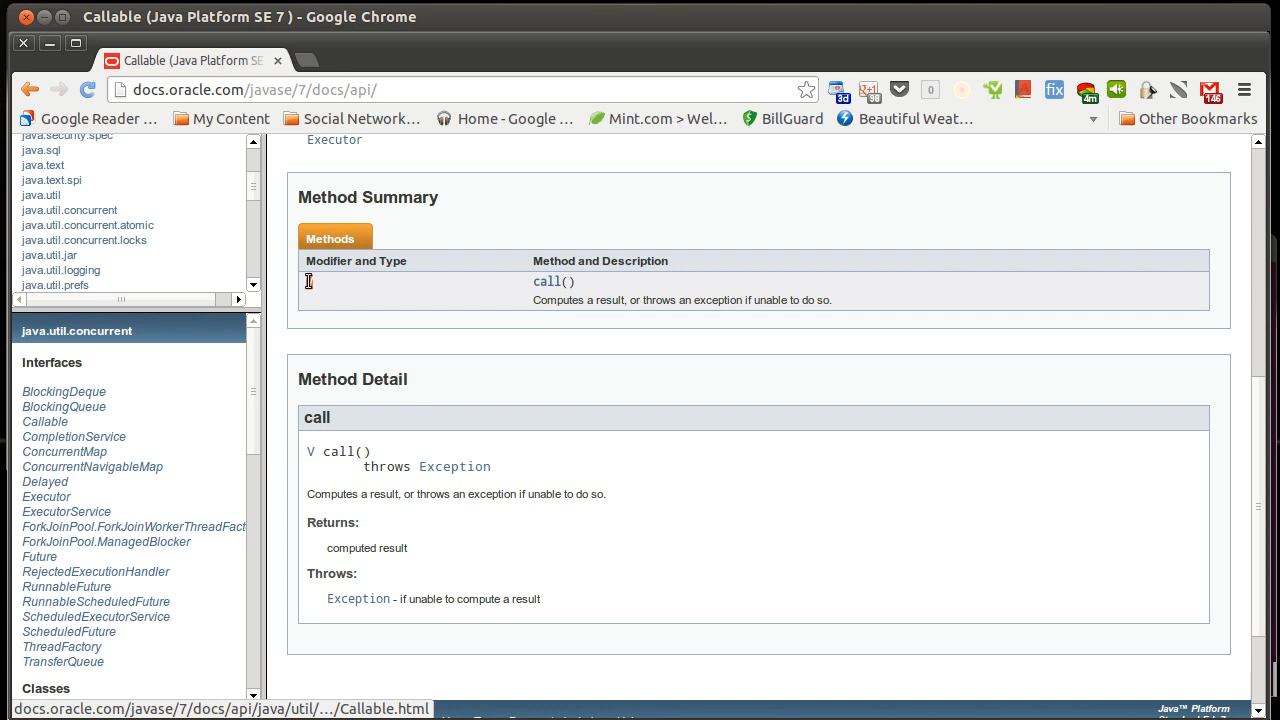 Callable (Java Platform SE 7 ) - Google Chrome
Callable (Java Platform SE
docs.oracle.com/javase/7/docs/api/
3d
98
0
fix
4m
146
Google Reader ...
My Content
Social Network...
Home - Google ...
Mint.com > Wel...
BillGuard
Beautiful Weat...
Other Bookmarks
java.security.spec
java.sql
java.text
java.text.spi
java.util
java.util.concurrent
java.util.concurrent.atomic
java.util.concurrent.locks
java.util.jar
java.util.logging
java.util.prefs
java.util.concurrent
Interfaces
BlockingDeque
BlockingQueue
Callable
CompletionService
ConcurrentMap
ConcurrentNavigableMap
Delayed
Executor
ExecutorService
ForkJoinPool.ForkJoinWorkerThreadFact
ForkJoinPool.ManagedBlocker
Future
RejectedExecutionHandler
RunnableFuture
RunnableScheduledFuture
ScheduledExecutorService
ScheduledFuture
ThreadFactory
TransferQueue
Classes
Executor
Method Summary
Methods
Modifier and Type Method and Description
call()
Computes a result, or throws an exception if unable to do so.
Method Detail
call
V call()
throws Exception
Computes a result, or throws an exception if unable to do so.
Returns:
computed result
Throws:
Exception - if unable to compute a result
docs.oracle.com/javase/7/docs/api/java/util/.../Callable.html
Java™ Platform